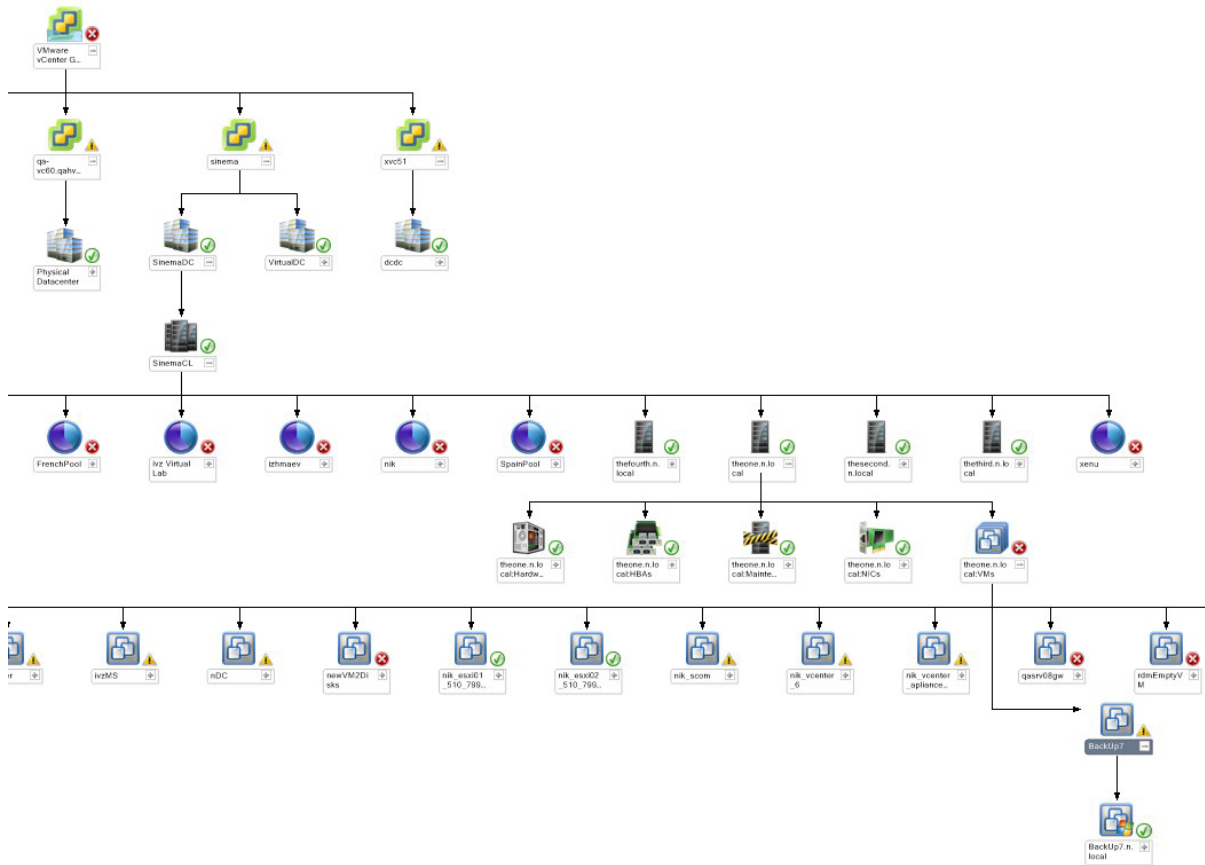 VMware
vCenter G...
qa-
vc60.qahv...
sinema
xvc51
Physical
Datacenter
SinemaDC
VirtualDC
dcdc
SinemaCL
FrenchPool
ivz Virtual
Lab
izhmaev
nik
SpainPool
thefourth.n.
local
theone.n.lo
cal
thesecond.
n.local
thethird.n.lo
cal
xenu
theone.n.lo
cal:Hardw...
theone.n.lo
cal:HBAs
theone.n.lo
cal:Mainte...
theone.n.lo
cal:NICs
theone.n.lo
cal:VMs
er
ivzMS
nDC
newVM2Di
sks
nik_esxi01
_510_799...
nik_esxi02
_510_799...
nik_scom
nik_vcenter
_6
nik_vcenter
_apliance...
qasrv08gw
rdmEmptyV
M
BackUp7
BackUp7.n.
local